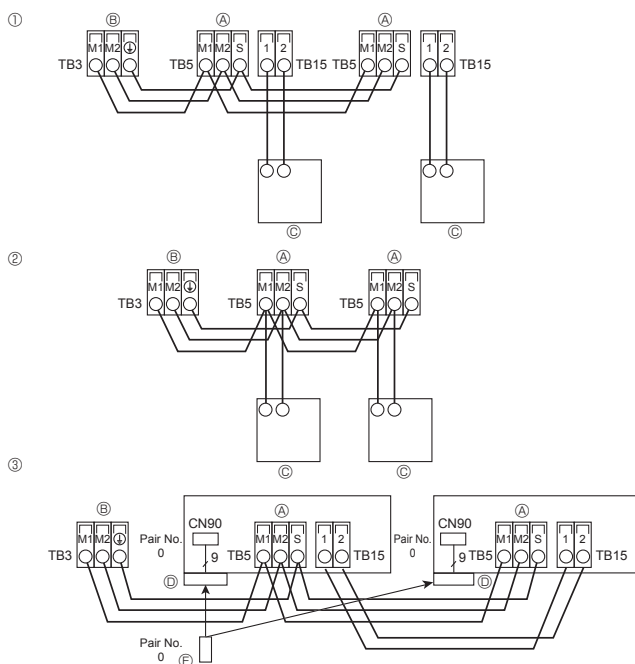 ①
Ⓑ Ⓐ Ⓐ
M1 M2 ⏚ M1 M2 S 1 2 M1 M2 S 1 2
TB3 TB5 TB15 TB5 TB15
Ⓒ Ⓒ
②
Ⓑ Ⓐ Ⓐ
M1 M2 ⏚ M1 M2 S M1 M2 S
TB3 TB5 TB5
Ⓒ Ⓒ
③
Ⓑ Ⓐ Ⓐ
CN90 CN90
M1 M2 ⏚ M1 M2 S 1 2 M1 M2 S 1 2
Pair No. Pair No.
0 0
TB3 9 TB5 TB15 9 TB5 TB15
Ⓓ Ⓓ
Pair No.
0
Ⓔ